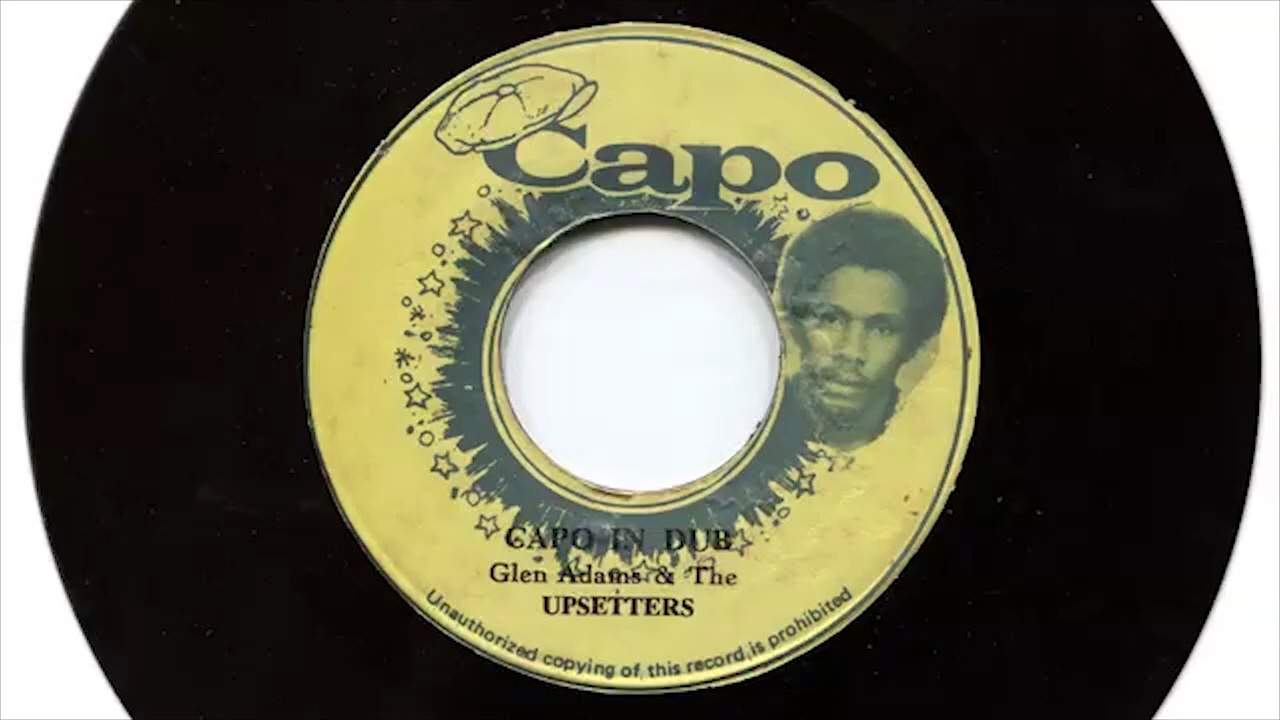 Capo
CAPO IN DUB
Glen Adams & The
UPSETTERS
Unauthorized copying of, this record, is prohibited